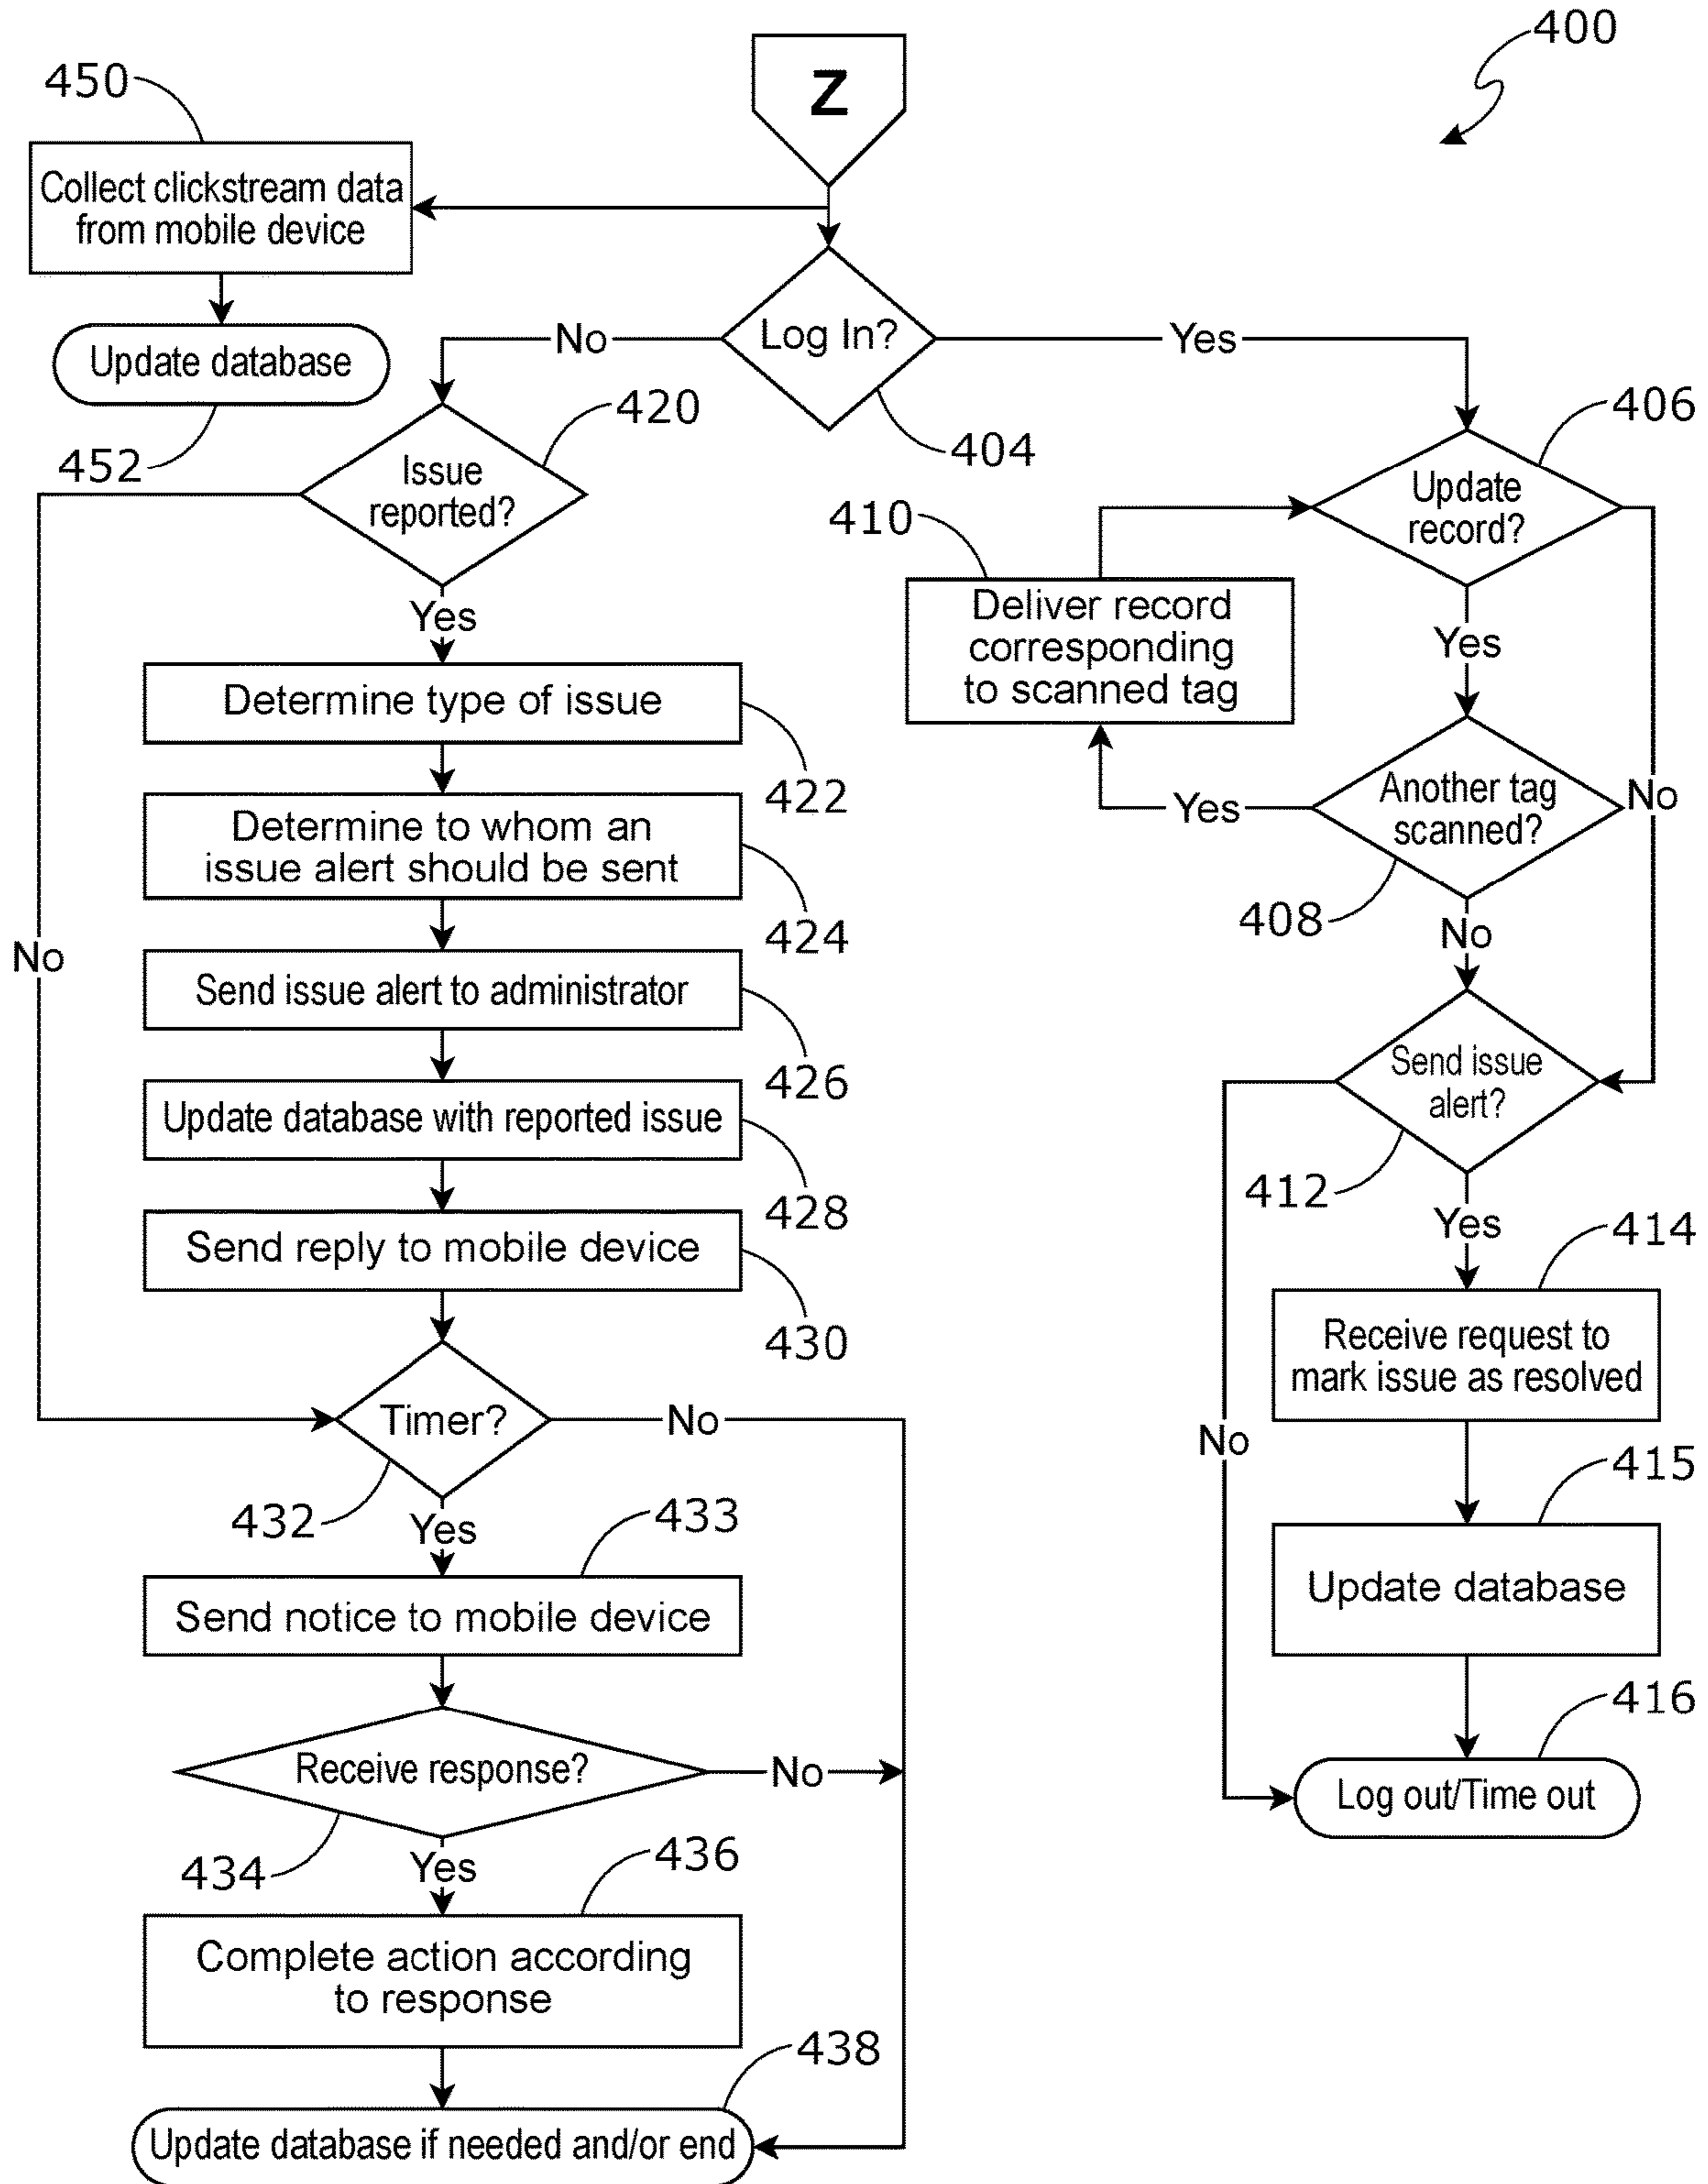 400
Z
450
Collect clickstream data
from mobile device
Log In?
No
Yes
Update database
420
406
404
452
Issue
reported?
Update
record?
410
Deliver record
corresponding
to scanned tag
Yes
Yes
Determine type of issue
422
Another tag
scanned?
Yes
No
Determine to whom an
issue alert should be sent
424
408
No
No
Send issue alert to administrator
426
Send issue
alert?
Update database with reported issue
428
412
Yes
414
Send reply to mobile device
430
Receive request to
mark issue as resolved
Timer?
No
No
415
432
Yes
433
Update database
Send notice to mobile device
416
Receive response?
No
Log out/Time out
434
Yes
436
Complete action according
to response
438
Update database if needed and/or end